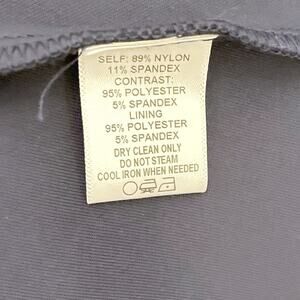 SELF: 89% NYLON
11% SPANDEX
CONTRAST:
95% POLYESTER
5% SPANDEX
LINING
95% POLYESTER
5% SPANDEX
DRY CLEAN ONLY
DO NOT STEAM
COOL IRON WHEN NEEDED